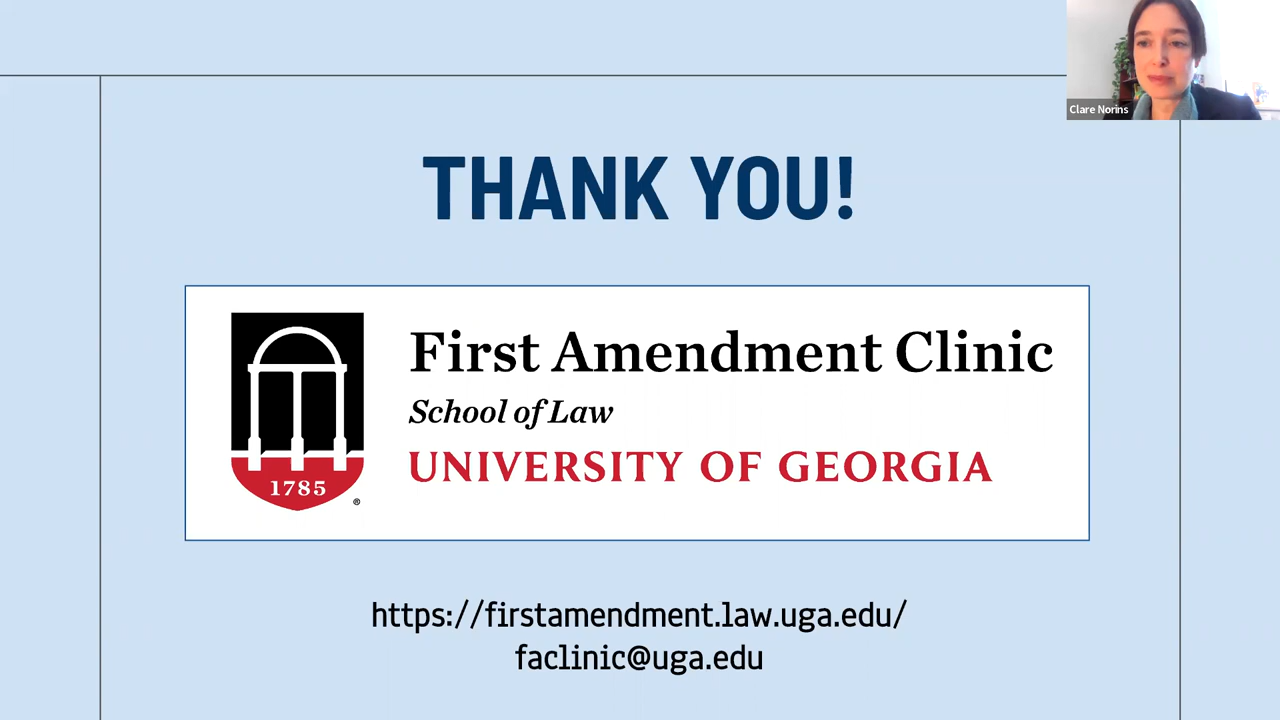 Clare Norins
THANK YOU!
First Amendment Clinic
School of Law
UNIVERSITY OF GEORGIA
1785
®
https://firstamendment.law.uga.edu/
faclinic@uga.edu